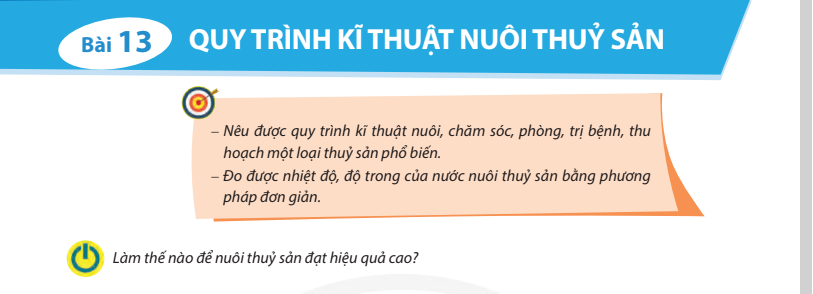 Bài 13
QUY TRÌNH KĨ THUẬT NUÔI THUỶ SẢN
– Nêu được quy trình kĩ thuật nuôi, chăm sóc, phòng, trị bệnh, thu
hoạch một loại thuỷ sản phổ biến.
– Đo được nhiệt độ, độ trong của nước nuôi thuỷ sản bằng phương
pháp đơn giản.
Làm thế nào để nuôi thuỷ sản đạt hiệu quả cao?